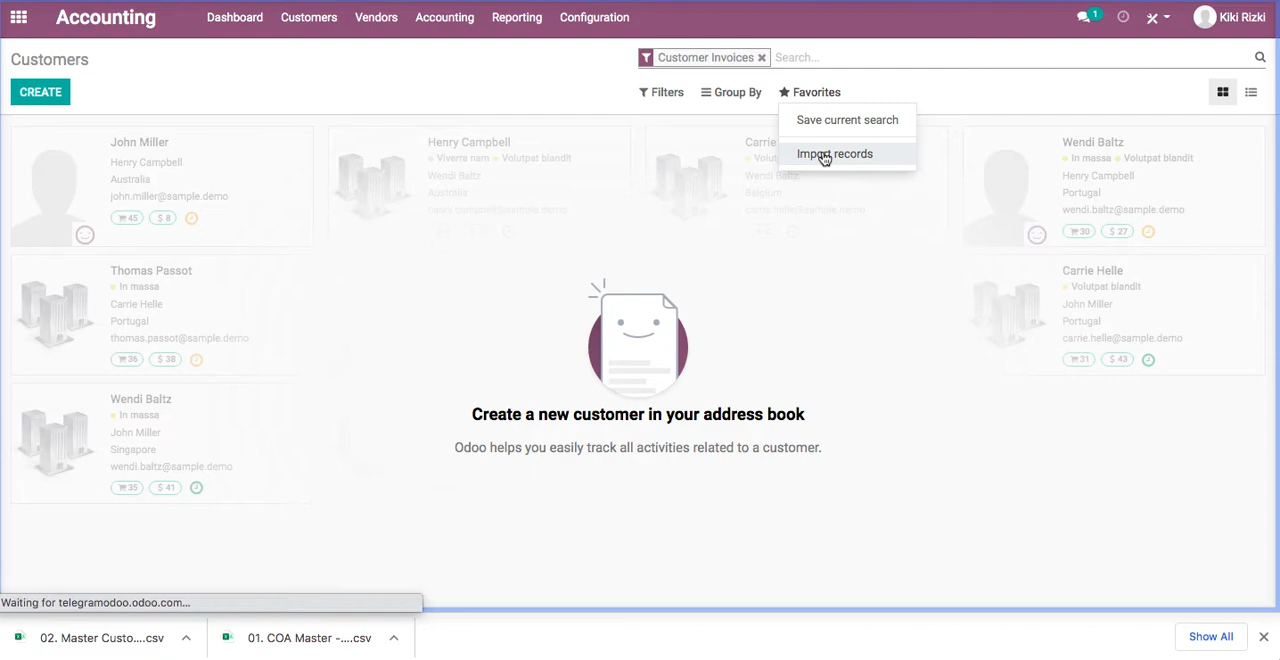 Accounting Dashboard Customers Vendors Accounting Reporting Configuration 1 Kiki Rizki
Customers
Customer Invoices Search...
CREATE
Filters Group By Favorites
Save current search
Import records
John Miller
Henry Campbell
Australia
john.miller@sample.demo
45 $ 8
Henry Campbell
Viverra nam Volutpat blandit
Wendi Baltz
Australia
Carrie
Volut
Wendi Baltz
Belgium
carrie.helle@sample.demo
Wendi Baltz
In massa Volutpat blandit
Henry Campbell
Portugal
wendi.baltz@sample.demo
30 $ 27
Thomas Passot
In massa
Carrie Helle
Portugal
thomas.passot@sample.demo
36 $ 38
Carrie Helle
Volutpat blandit
John Miller
Portugal
carrie.helle@sample.demo
31 $ 43
Wendi Baltz
In massa
John Miller
Singapore
wendi.baltz@sample.demo
35 $ 41
Create a new customer in your address book
Odoo helps you easily track all activities related to a customer.
Waiting for telegramodoo.odoo.com...
02. Master Custo....csv 01. COA Master -....csv Show All